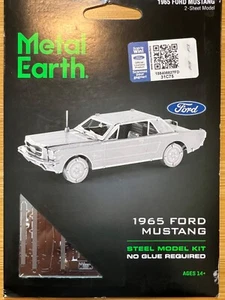 1965 FORD MUSTANG
2-Sheet Model
Metal
Earth
Ford
1965 FORD
MUSTANG
STEEL MODEL KIT
NO GLUE REQUIRED
AGES 14+